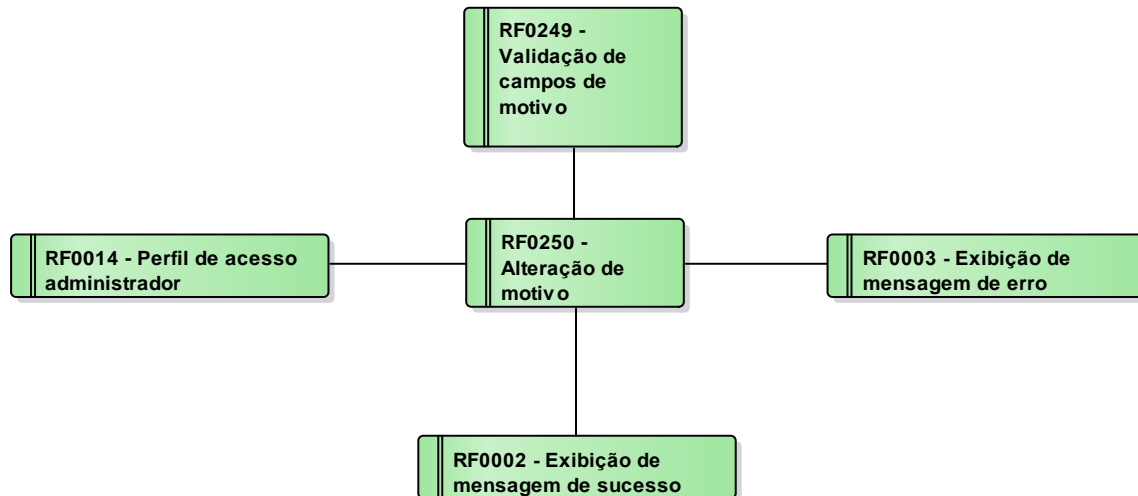 RF0249 -
Validação de
campos de
motivo
RF0014 - Perfil de acesso
administrador
RF0250 -
Alteração de
motivo
RF0003 - Exibição de
mensagem de erro
RF0002 - Exibição de
mensagem de sucesso